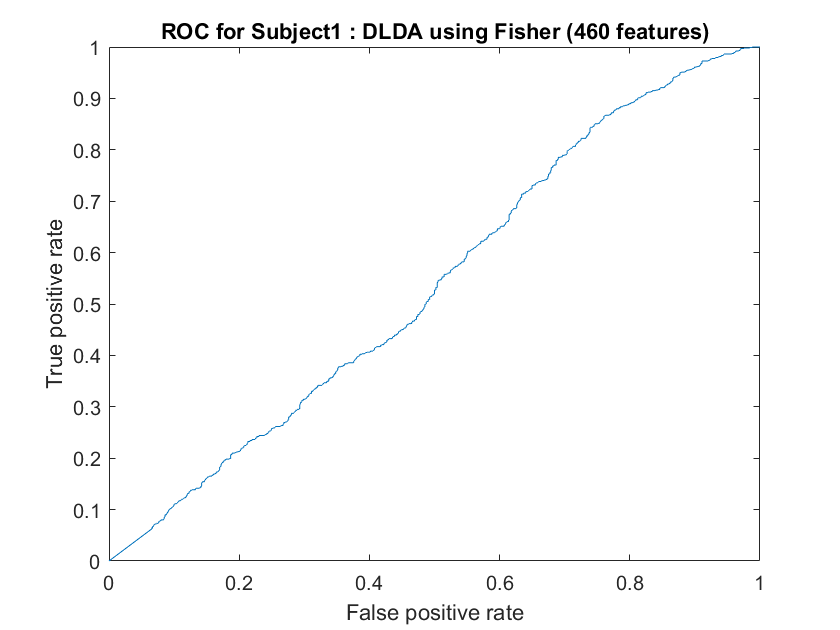 ROC for Subject1 : DLDA using Fisher (460 features)
1
0.9
0.8
0.7
0.6
0.5
0.4
0.3
0.2
0.1
0
True positive rate
0 0.2 0.4 0.6 0.8 1
False positive rate